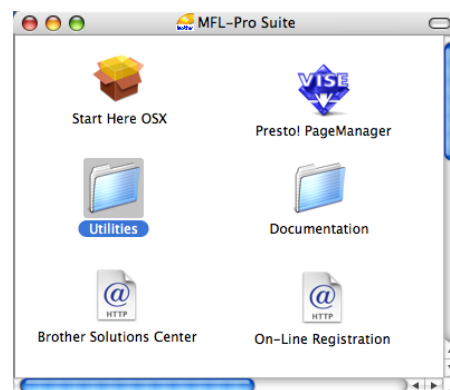 MFL-Pro Suite
VISE
Start Here OSX
Presto! PageManager
Utilities
Documentation
@
HTTP
@
HTTP
Brother Solutions Center
On-Line Registration